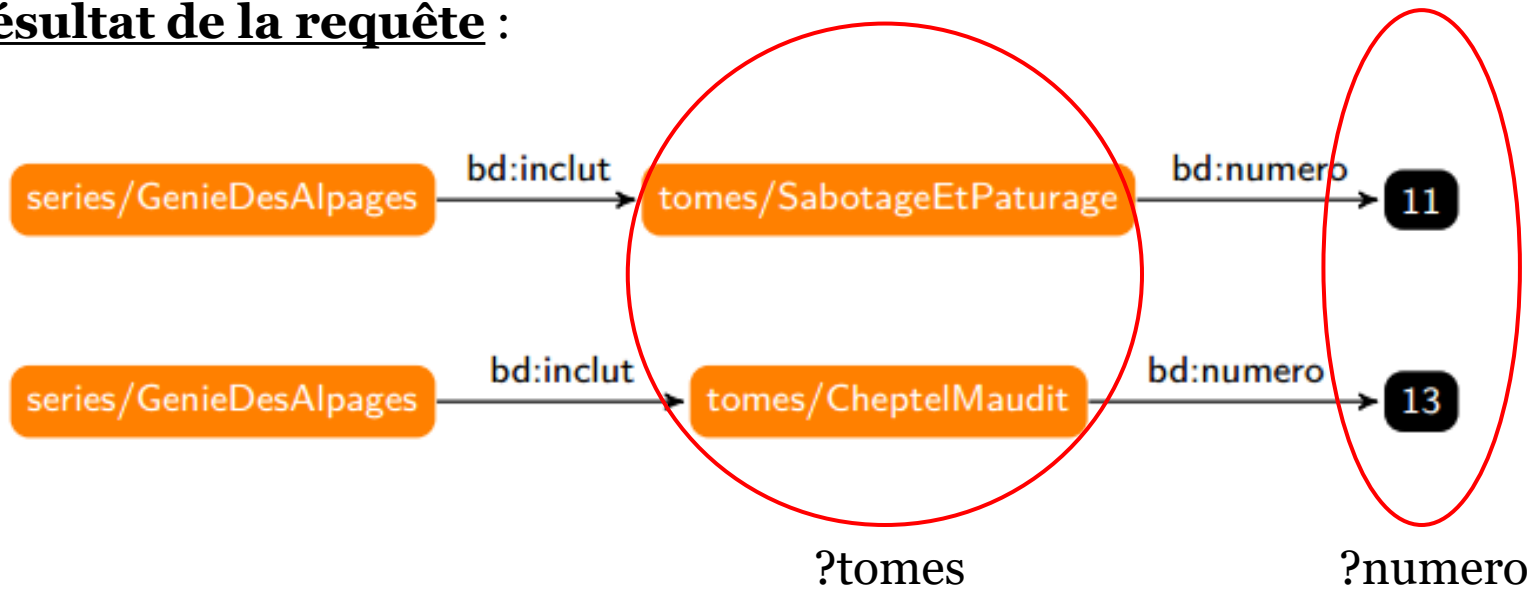 ésultat de la requête :
bd:inclut bd:numero
series/GenieDesAlpages tomes/SabotageEtPaturage 11
bd:inclut bd:numero
series/GenieDesAlpages tomes/CheptelMaudit 13
?tomes ?numero